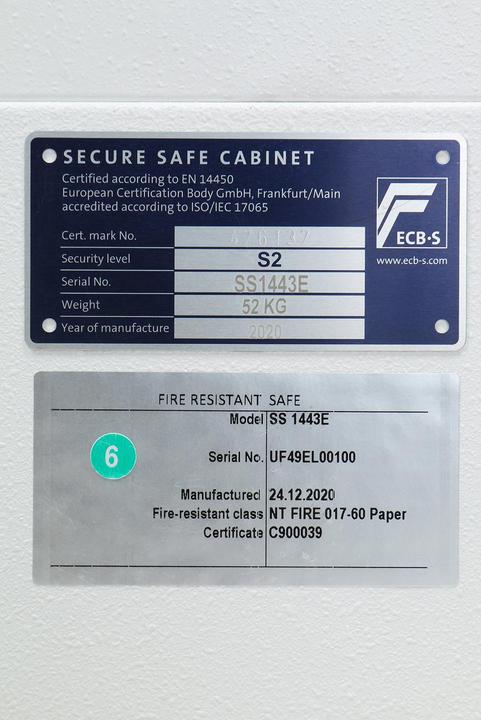 SECURE SAFE CABINET
Certified according to EN 14450
European Certification Body GmbH, Frankfurt/Main
accredited according to ISO/IEC 17065
ECB·S
www.ecb-s.com
Cert. mark No.
Security level S2
Serial No. SS1443E
Weight 52 KG
Year of manufacture 2020
FIRE RESISTANT SAFE
Model SS 1443E
6
Serial No. UF49EL00100
Manufactured 24.12.2020
Fire-resistant class NT FIRE 017-60 Paper
Certificate C900039